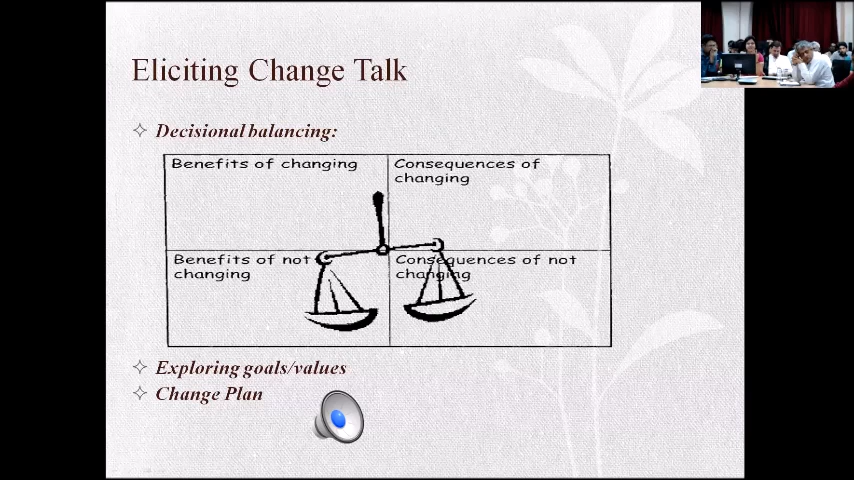 Eliciting Change Talk
Decisional balancing:
Benefits of changing
Consequences of
changing
Benefits of not
changing
Consequences of not
changing
Exploring goals/values
Change Plan